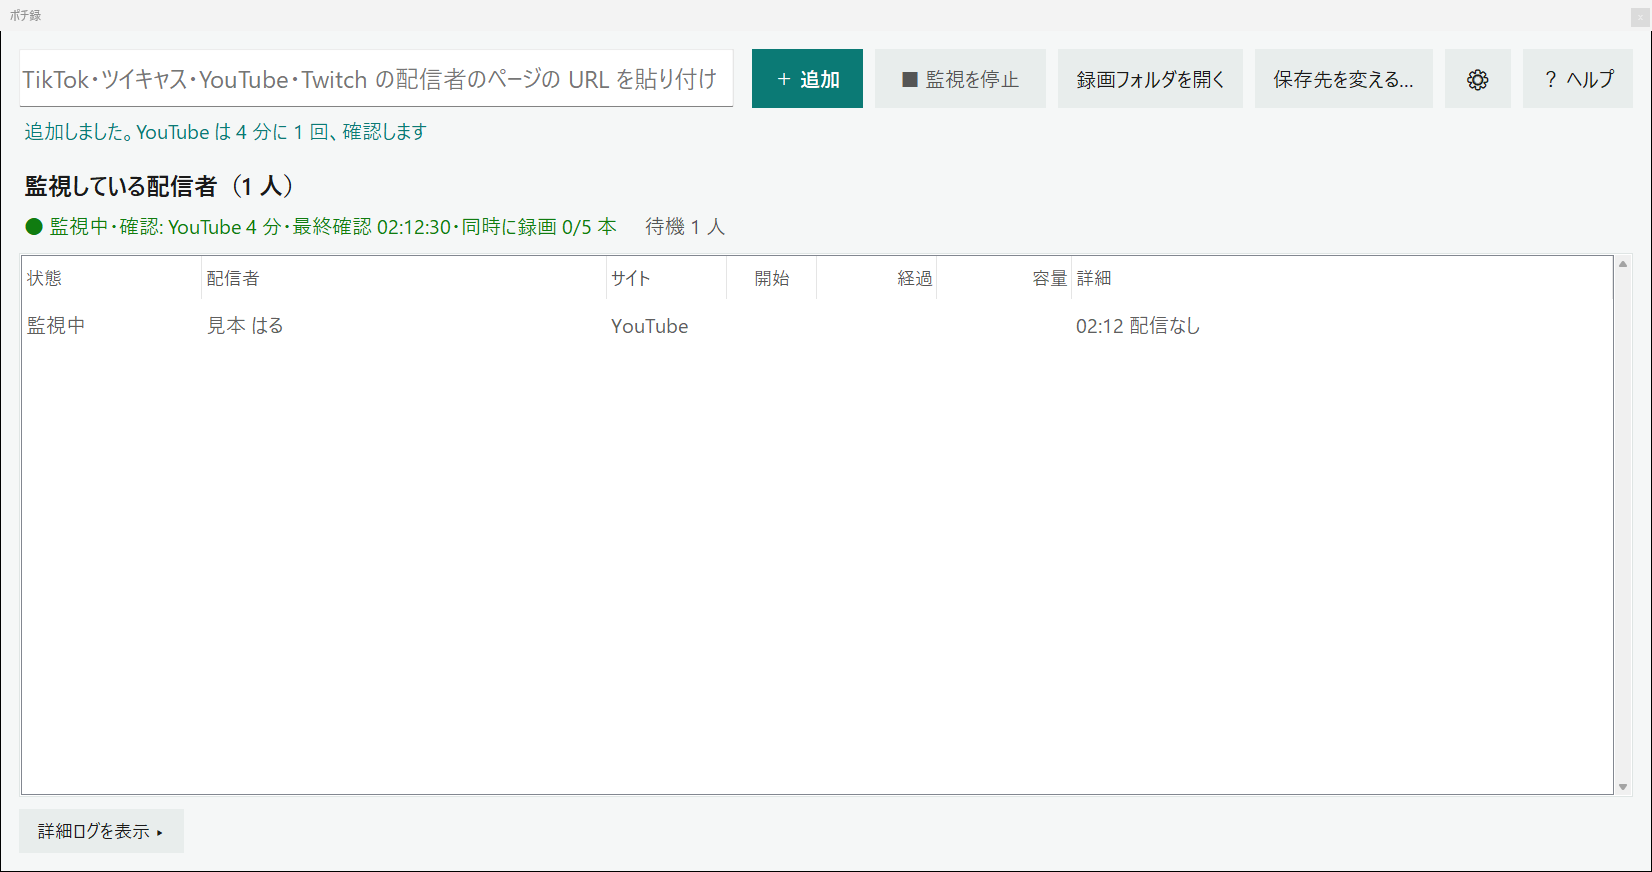 ポチ録
TikTok・ツイキャス・YouTube・Twitch の配信者のページの URL を貼り付け
＋ 追加
■ 監視を停止
録画フォルダを開く
保存先を変える...
？ ヘルプ
追加しました。YouTube は 4 分に 1 回、確認します
監視している配信者（1 人）
● 監視中・確認: YouTube 4 分・最終確認 02:12:30・同時に録画 0/5 本 待機 1 人
状態 配信者 サイト 開始 経過 容量 詳細
監視中 見本 はる YouTube 02:12 配信なし
詳細ログを表示 ▸